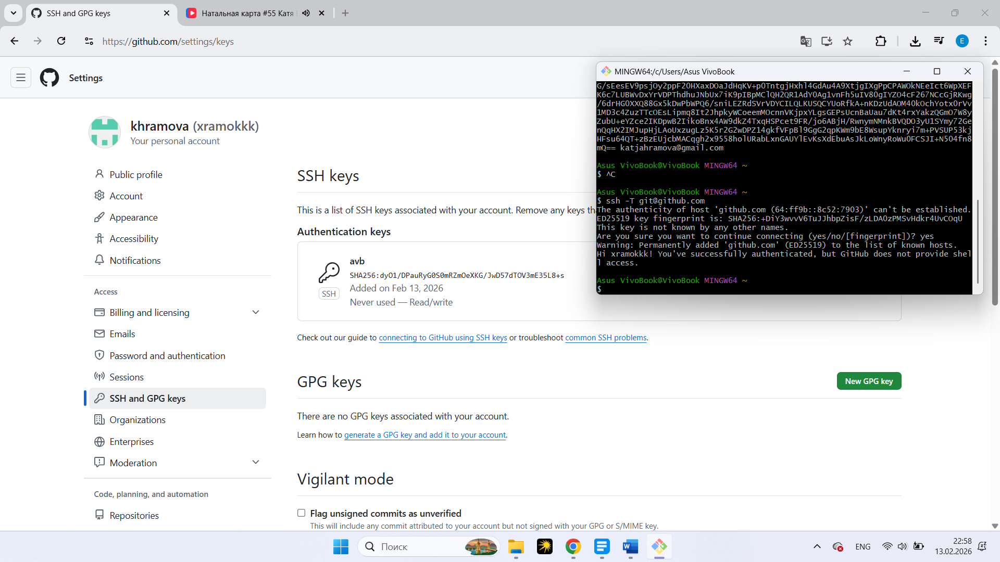 SSH and GPG keys
Натальная карта #55 Катя
https://github.com/settings/keys
E
Settings
khramova (xramokkk)
Your personal account
Public profile
Account
Appearance
Accessibility
Notifications
Access
Billing and licensing
Emails
Password and authentication
Sessions
SSH and GPG keys
Organizations
Enterprises
Moderation
Code, planning, and automation
Repositories
SSH keys
This is a list of SSH keys associated with your account. Remove any keys
Authentication keys
avb
SHA256:dyO1/DPauRyG0S0mRZmOeXKG/JwD57dTOV3mE35L8+s
SSH
Added on Feb 13, 2026
Never used — Read/write
Check out our guide to connecting to GitHub using SSH keys or troubleshoot common SSH problems.
GPG keys
New GPG key
There are no GPG keys associated with your account.
Learn how to generate a GPG key and add it to your account.
Vigilant mode
Flag unsigned commits as unverified
This will include any commit attributed to your account but not signed with your GPG or S/MIME key.
MINGW64:/c/Users/Asus VivoBook
G/sEesEV9psjOy2ppF2OHXaxDOaJdHqKV+pOTntgjHxhl4GdAu4A9XtjgIXgPpCPAWOkNEeIct6WpXEF
K6c7LUBWvDxYrVDPThdhuJNbUx7iK9pIBpMClQH2QR1AdYOAg1vnFh5uIV8OgIYZO4cF267NCcGjRKwg
/6drHGOXXQ88Gx5kDwPbWPQ6/sniLEZRdSVrVDYCILQLKUSQCYUoRfkA+nKDzUdAOM4OkOchYotxOrVv
1MD3c4ZuzTTcOEsLipmq8It2JhpkyWCoeemMOcnnVKjpxYLgsGEPsUcnBaUau7dKt4rxYakzQGmO7W8y
ZubU+eYZce2IKDpwB2IikoBnx4AW9dkZ4TxqHSPcet9FR/jo6ABjH/RwnymNMnkBVQDO3yU1SYmy72Ge
nQqHX2IMJupHjLAoUxzugLz5K5r2G2wDPZ14gkfVFpBl9GgG2qpKWm9bE8WsupYknryi7m+PVSUP53kj
HFsu64QT+zBzEUjcbMACqgh2x9558holURabLxnGAUYlEvKsXdEbuAsJkLoWnyRoWuOFCSJI+N5O4fn8
mQ== katjahramova@gmail.com
Asus VivoBook@VivoBook MINGW64 ~
$ ^C
Asus VivoBook@VivoBook MINGW64 ~
$ ssh -T git@github.com
The authenticity of host 'github.com (64:ff9b::8c52:7903)' can't be established.
ED25519 key fingerprint is: SHA256:+DiY3wvvV6TuJJhbpZisF/zLDAOzPMSvHdkr4UvCOqU
This key is not known by any other names.
Are you sure you want to continue connecting (yes/no/[fingerprint])? yes
Warning: Permanently added 'github.com' (ED25519) to the list of known hosts.
Hi xramokkk! You've successfully authenticated, but GitHub does not provide shel
l access.
Asus VivoBook@VivoBook MINGW64 ~
$
Поиск
ENG
22:58
13.02.2026